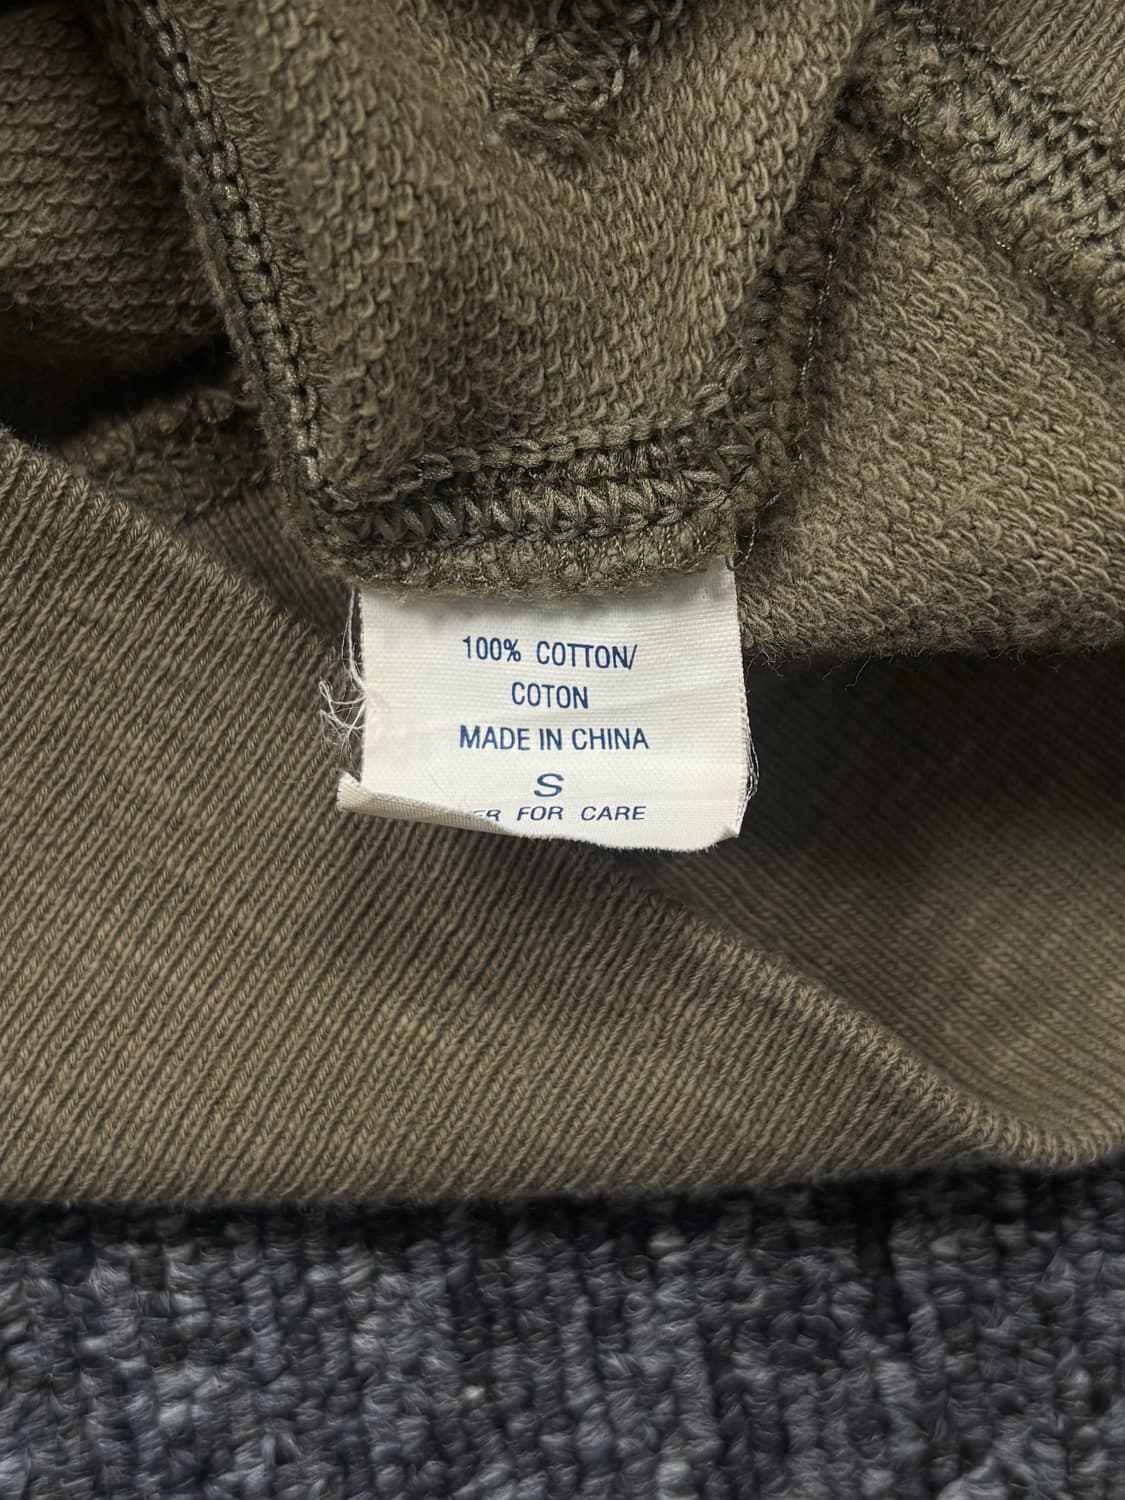 100% COTTON/
COTON
MADE IN CHINA
S
FOR CARE